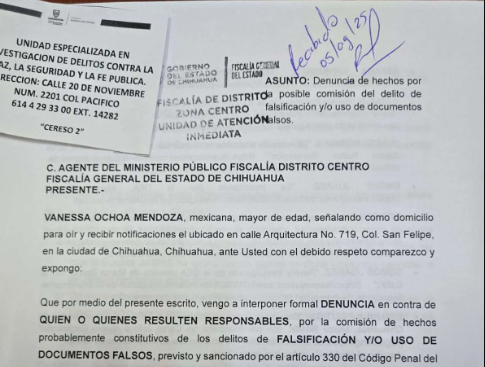 UNIDAD ESPECIALIZADA EN
VESTIGACION DE DELITOS CONTRA LA
AZ, LA SEGURIDAD Y LA FE PUBLICA.
RECCION: CALLE 20 DE NOVIEMBRE
NUM. 2201 COL PACIFICO
614 4 29 33 00 EXT. 14282
"CERESO 2"
GOBIERNO
DEL ESTADO
DE CHIHUAHUA
FISCALÍA GENERAL
DEL ESTADO
FISCALÍA DE DISTRITO
ZONA CENTRO
UNIDAD DE ATENCIÓN
INMEDIATA
Recibido
05/09/25
ASUNTO: Denuncia de hechos por
la posible comisión del delito de
falsificación y/o uso de documentos
falsos.
C. AGENTE DEL MINISTERIO PÚBLICO FISCALÍA DISTRITO CENTRO
FISCALÍA GENERAL DEL ESTADO DE CHIHUAHUA
PRESENTE.-
VANESSA OCHOA MENDOZA, mexicana, mayor de edad, señalando como domicilio
para oir y recibir notificaciones el ubicado en calle Arquitectura No. 719, Col. San Felipe,
en la ciudad de Chihuahua, Chihuahua, ante Usted con el debido respeto comparezco y
expongo:
Que por medio del presente escrito, vengo a interponer formal DENUNCIA en contra de
QUIEN O QUIENES RESULTEN RESPONSABLES, por la comisión de hechos
probablemente constitutivos de los delitos de FALSIFICACIÓN Y/O USO DE
DOCUMENTOS FALSOS, previsto y sancionado por el artículo 330 del Código Penal del